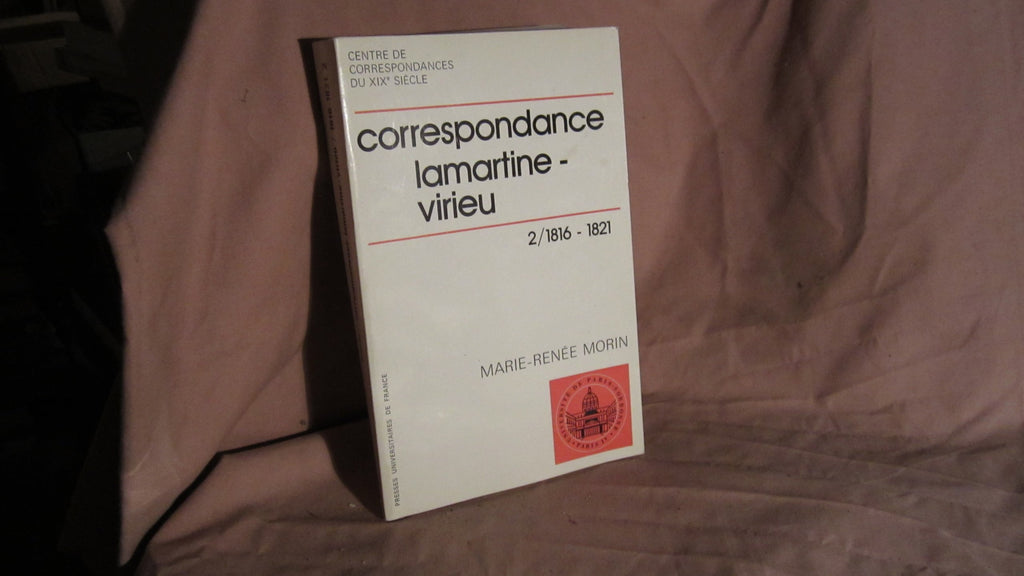 CENTRE DE
CORRESPONDANCES
DU XIXe SIÈCLE
correspondance
lamartine -
virieu
2/1816 - 1821
MARIE-RENÉE MORIN
PRESSES UNIVERSITAIRES DE FRANCE